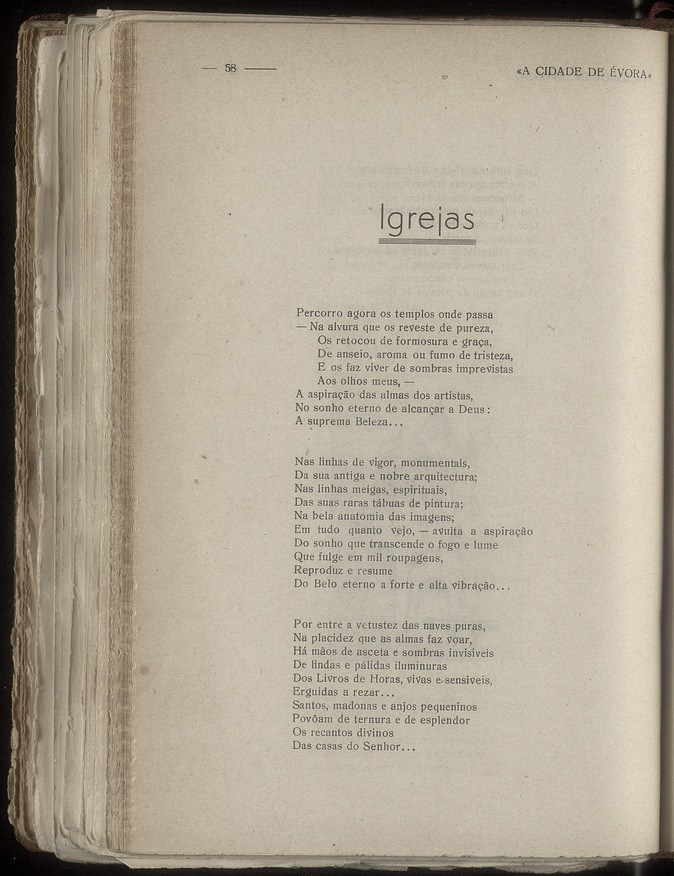 — 58 —
«A CIDADE DE ÉVORA»
Igrejas
Percorro agora os templos onde passa
— Na alvura que os reveste de pureza,
Os retocou de formosura e graça,
De anseio, aroma ou fumo de tristeza,
E os faz viver de sombras imprevistas
Aos olhos meus, —
A aspiração das almas dos artistas,
No sonho eterno de alcançar a Deus:
A suprema Beleza...
Nas linhas de vigor, monumentais,
Da sua antiga e nobre arquitectura;
Nas linhas meigas, espirituais,
Das suas raras tábuas de pintura;
Na bela anatomia das imagens;
Em tudo quanto vejo, — avulta a aspiração
Do sonho que transcende o fogo e lume
Que fulge em mil roupagens,
Reproduz e resume
Do Belo eterno a forte e alta vibração...
Por entre a vetustez das naves puras,
Na placidez que as almas faz voar,
Há mãos de asceta e sombras invisiveis
De lindas e pálidas iluminuras
Dos Livros de Horas, vivas e sensiveis,
Erguidas a rezar...
Santos, madonas e anjos pequeninos
Povôam de ternura e de esplendor
Os recantos divinos
Das casas do Senhor...